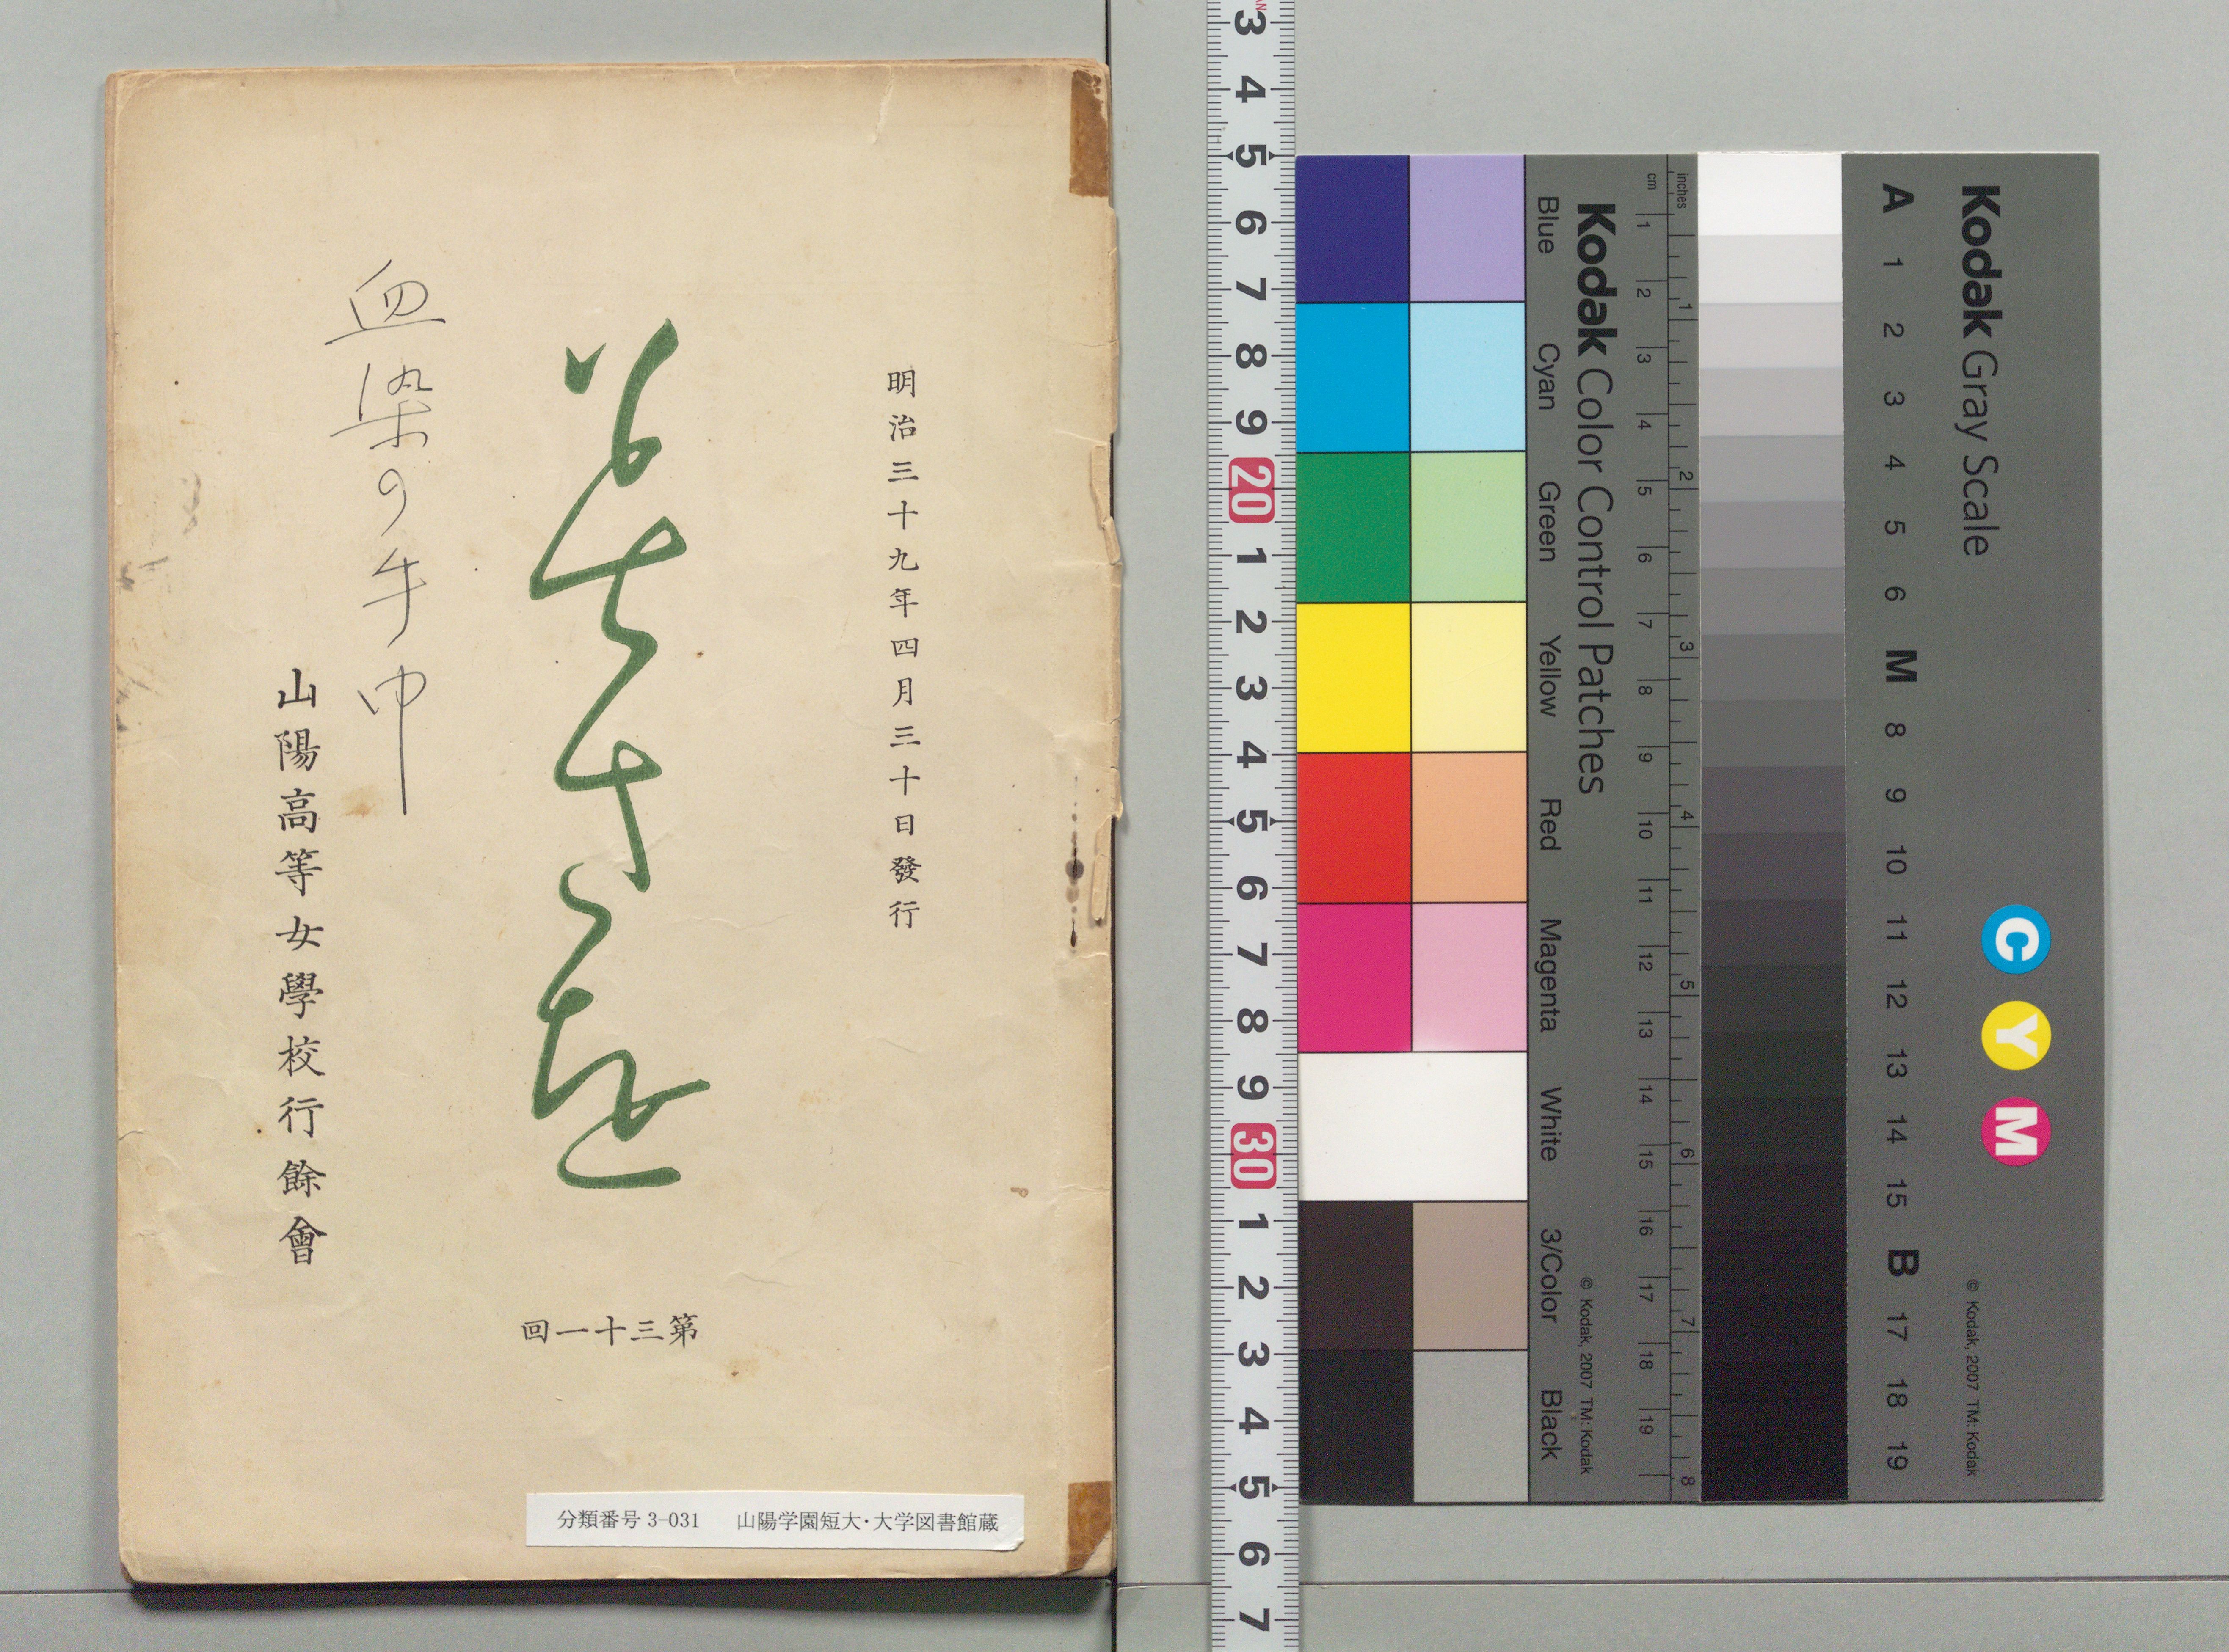 明治三十九年四月三十日發行
みさを
血染の手巾
山陽高等女學校行餘會
第三十一回
分類番号 3-031 山陽学園短大・大学図書館蔵
3 4 5 6 7 8 9 20 1 2 3 4 5 6 7 8 9 30 1 2 3 4 5 6 7
Kodak Color Control Patches
Blue Cyan Green Yellow Red Magenta White 3/Color Black
© Kodak, 2007 TM: Kodak
inches 1 2 3 4 5 6 7 8
cm 1 2 3 4 5 6 7 8 9 10 11 12 13 14 15 16 17 18 19
Kodak Gray Scale
A 1 2 3 4 5 6 M 8 9 10 11 12 13 14 15 B 17 18 19
C Y M
© Kodak, 2007 TM: Kodak